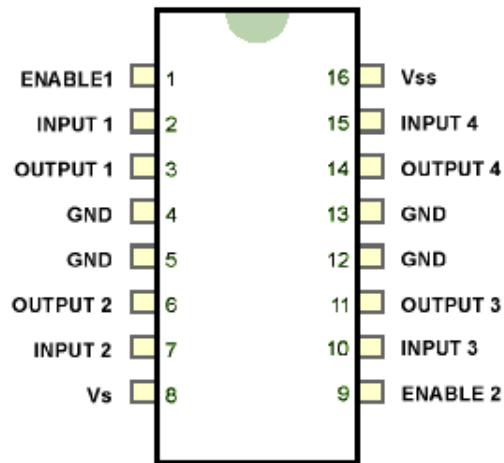 ENABLE1 1 16 Vss
INPUT 1 2 15 INPUT 4
OUTPUT 1 3 14 OUTPUT 4
GND 4 13 GND
GND 5 12 GND
OUTPUT 2 6 11 OUTPUT 3
INPUT 2 7 10 INPUT 3
Vs 8 9 ENABLE 2